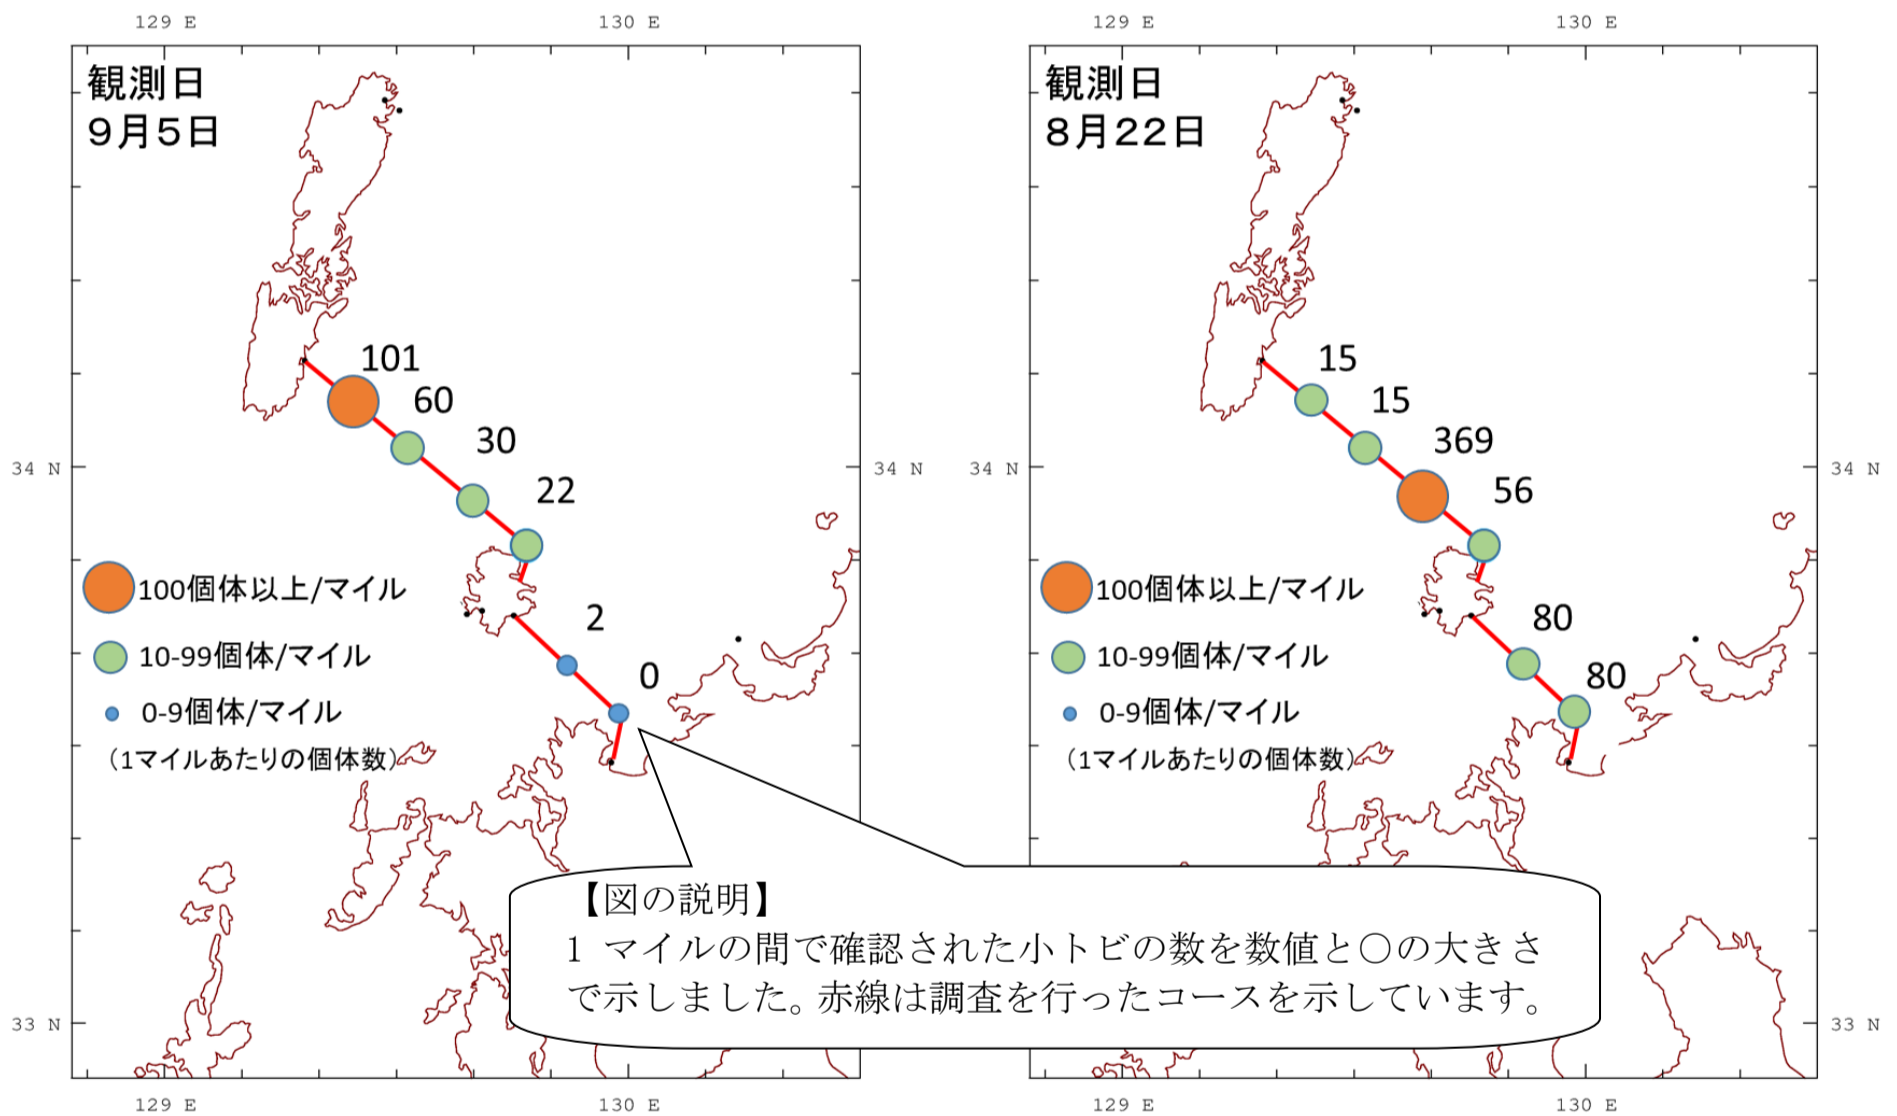 129 E
130 E
観測日
9月5日
101
60
30
22
2
0
34 N
34 N
33 N
100個体以上/マイル
10-99個体/マイル
0-9個体/マイル
（1マイルあたりの個体数）
129 E
130 E
129 E
130 E
観測日
8月22日
15
15
369
56
80
80
34 N
34 N
33 N
100個体以上/マイル
10-99個体/マイル
0-9個体/マイル
（1マイルあたりの個体数）
129 E
130 E
【図の説明】
1 マイルの間で確認された小トビの数を数値と○の大きさ
で示しました。赤線は調査を行ったコースを示しています。